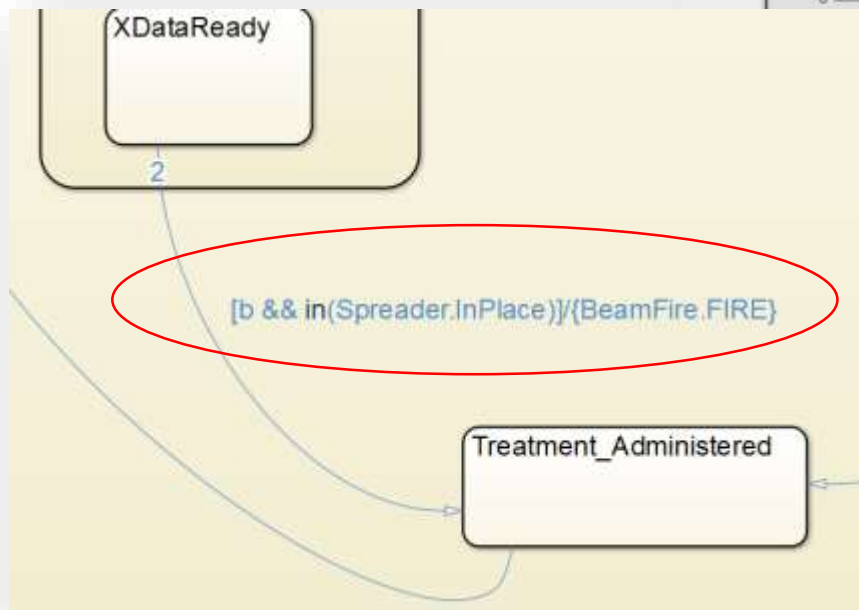 XDataReady
2
[b && in(Spreader.InPlace)]/{BeamFire.FIRE}
Treatment_Administered